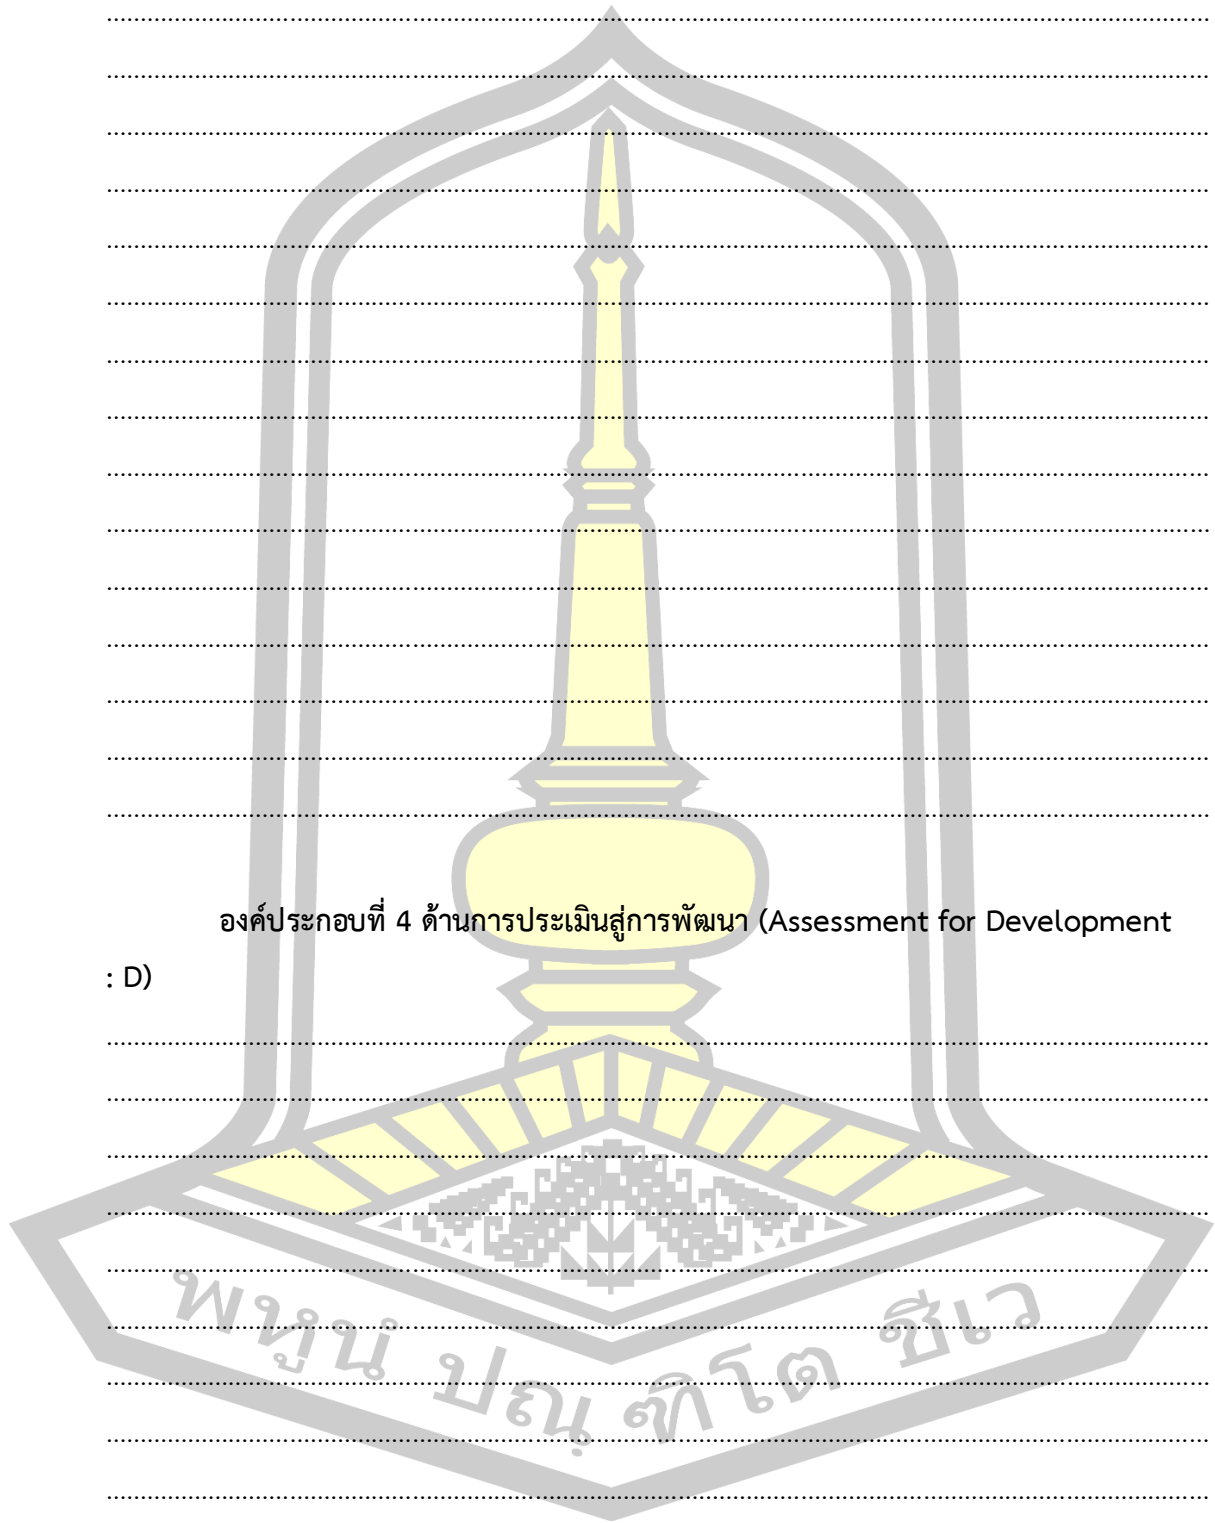 องค์ประกอบที่ 4 ด้านการประเมินสู่การพัฒนา (Assessment for Development
: D)
พหูนํ ปณฺฑิโต ชีเว